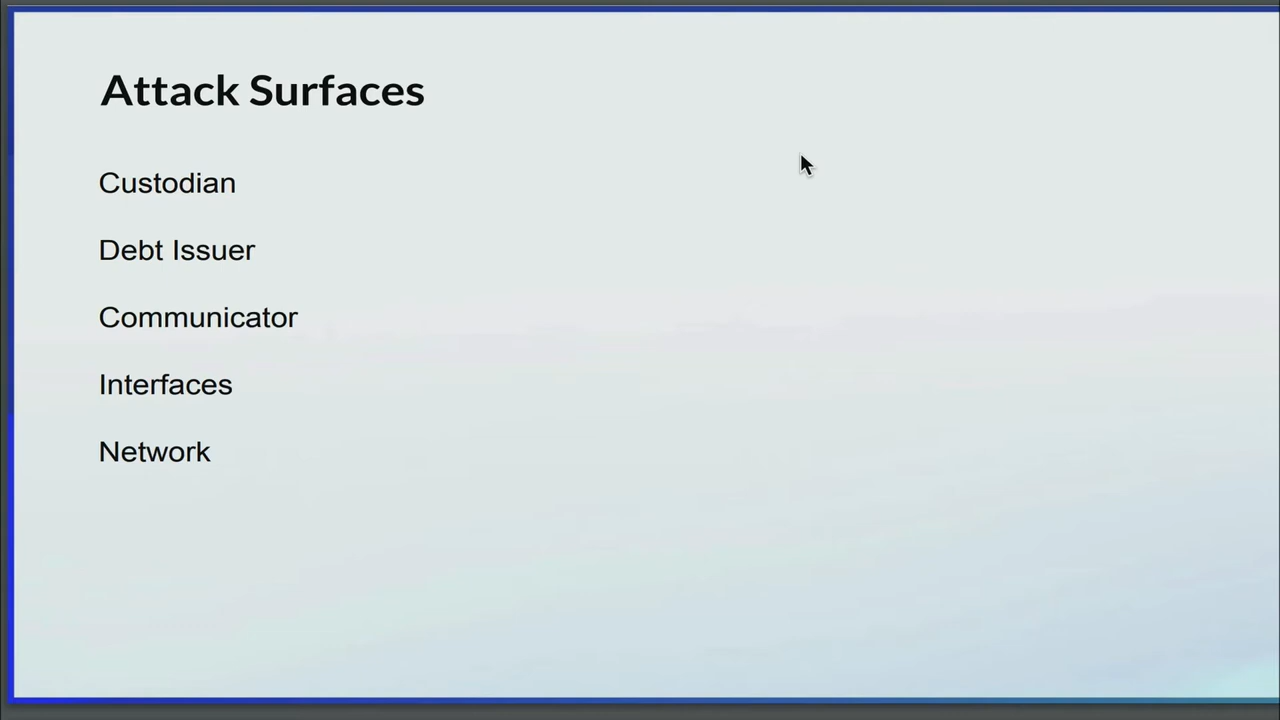 Attack Surfaces
Custodian
Debt Issuer
Communicator
Interfaces
Network